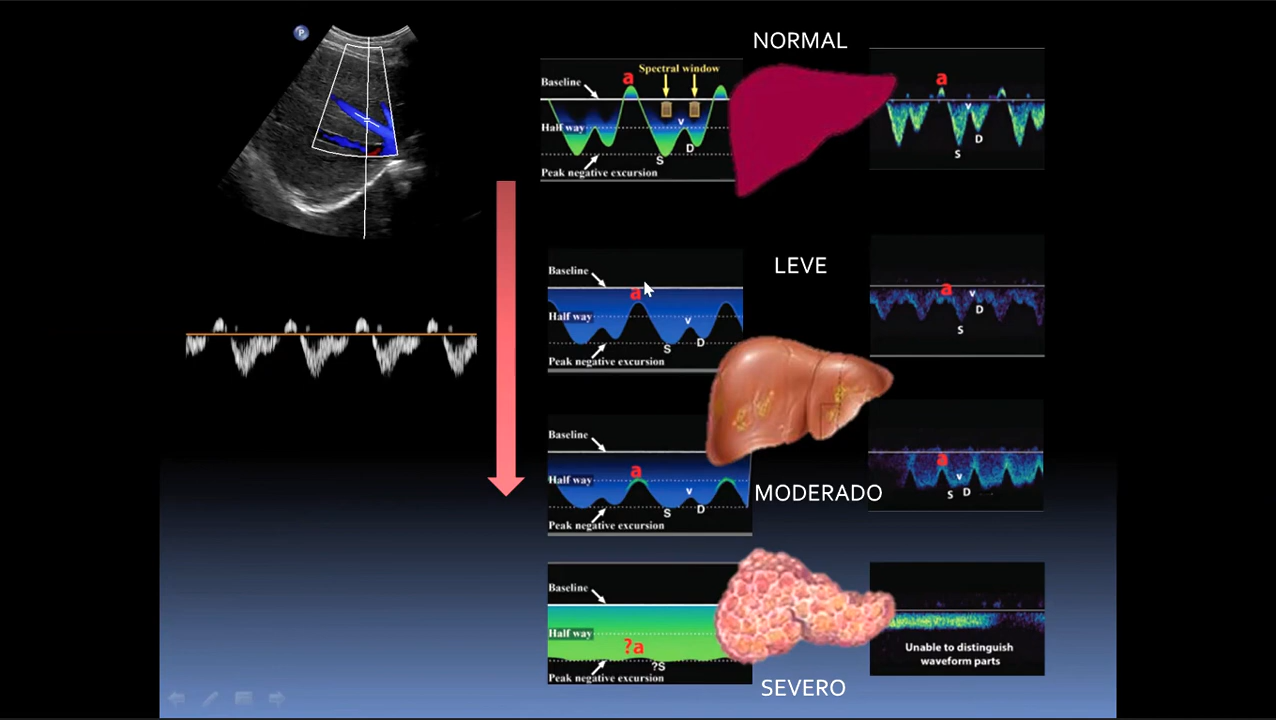 P
NORMAL
a
Spectral window
Baseline
Half way
v
D
S
Peak negative excursion
a
v
D
S
LEVE
Baseline
a
Half way
v
D
S
Peak negative excursion
a
v
D
S
Baseline
a
Half way
v
D
S
Peak negative excursion
MODERADO
a
v
S D
Baseline
Half way
?a
?S
Peak negative excursion
Unable to distinguish
waveform parts
SEVERO